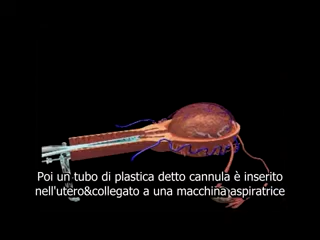 Poi un tubo di plastica detto cannula è inserito
nell'utero&collegato a una macchina aspiratrice